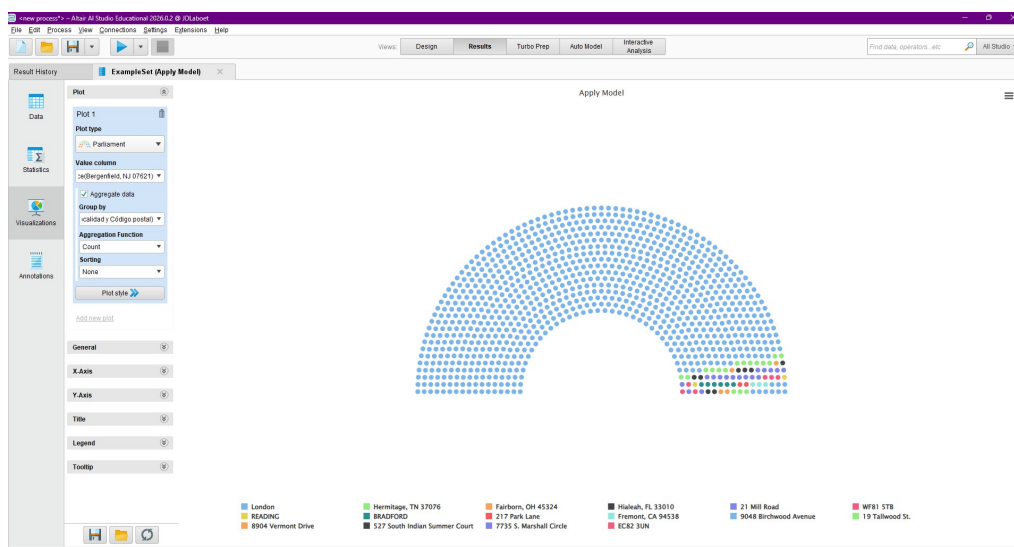 <new process*> – Altair AI Studio Educational 2026.0.2 @ JOLaboet
File Edit Process View Connections Settings Extensions Help
Views: Design Results Turbo Prep Auto Model Interactive Analysis
Find data, operators...etc
All Studio
Result History
ExampleSet (Apply Model)
Data
Statistics
Visualizations
Annotations
Plot
Plot 1
Plot type
Parliament
Value column
:e(Bergenfield, NJ 07621)
Aggregate data
Group by
calidad y Código postal)
Aggregation Function
Count
Sorting
None
Plot style
Add new plot
General
X-Axis
Y-Axis
Title
Legend
Tooltip
Apply Model
London
Hermitage, TN 37076
Fairborn, OH 45324
Hialeah, FL 33010
21 Mill Road
WF81 5TB
READING
BRADFORD
217 Park Lane
Fremont, CA 94538
9048 Birchwood Avenue
19 Tallwood St.
8904 Vermont Drive
527 South Indian Summer Court
7735 S. Marshall Circle
EC82 3UN